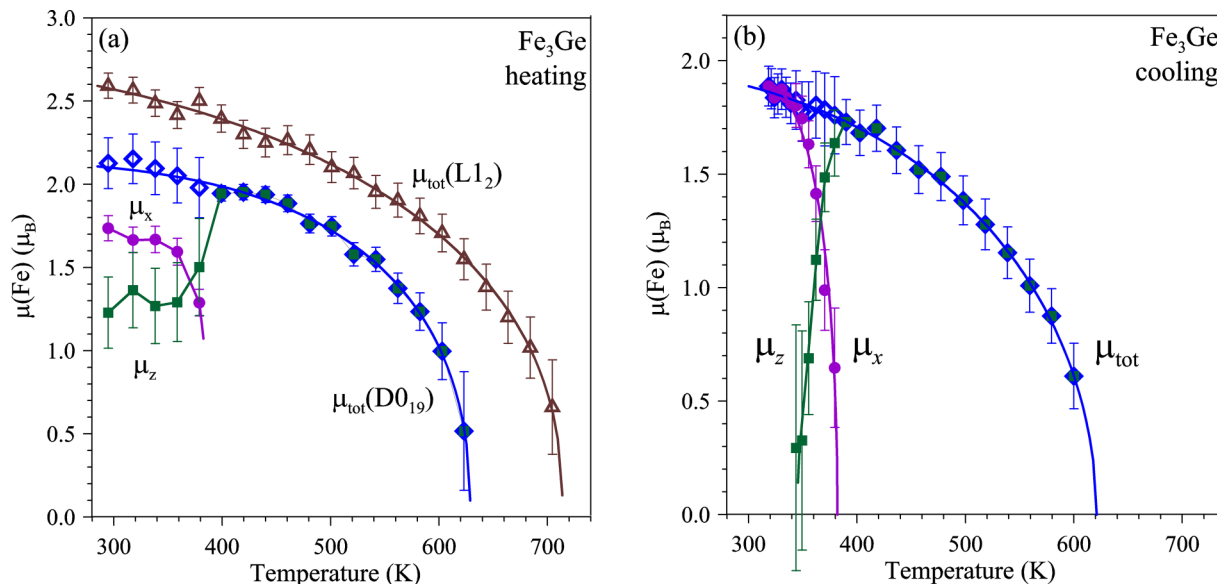 (a)
Fe₃Ge
heating
3.0
2.5
2.0
1.5
1.0
0.5
0.0
μ(Fe) (μB)
μtot(L1₂)
μx
μz
μtot(D0₁₉)
300 400 500 600 700
Temperature (K)
(b)
Fe₃Ge
cooling
2.0
1.5
1.0
0.5
0.0
μ(Fe) (μB)
μz
μx
μtot
300 400 500 600 700
Temperature (K)